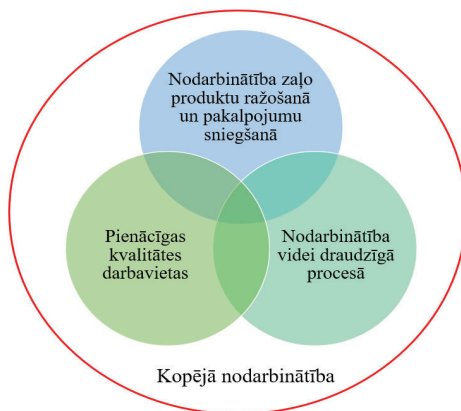 Nodarbinātība zaļo
produktu ražošanā
un pakalpojumu
sniegšanā
Pienācīgas
kvalitātes
darbavietas
Nodarbinātība
videi draudzīgā
procesā
Kopējā nodarbinātība